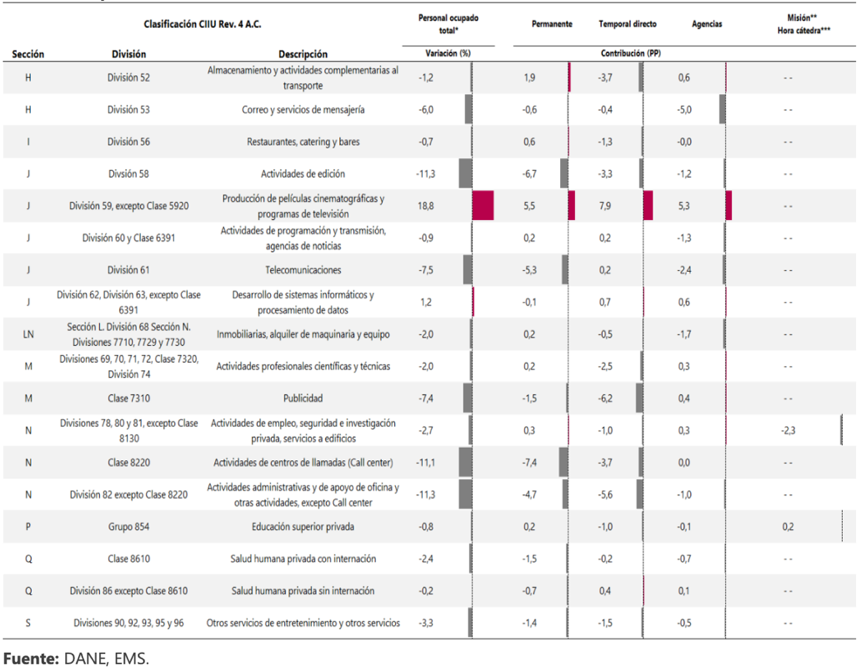 Clasificación CIIU Rev. 4 A.C. Personal ocupado total* Permanente Temporal directo Agencias Misión** Hora cátedra***
Sección División Descripción Variación (%) Contribución (PP)
H División 52 Almacenamiento y actividades complementarias al transporte -1,2 1,9 -3,7 0,6 - -
H División 53 Correo y servicios de mensajería -6,0 -0,6 -0,4 -5,0 - -
I División 56 Restaurantes, catering y bares -0,7 0,6 -1,3 -0,0 - -
J Divsión 58 Actividades de edición -11,3 -6,7 -3,3 -1,2 - -
J División 59, excepto Clase 5920 Producción de películas cinematográficas y programas de televisión 18,8 5,5 7,9 5,3 - -
J División 60 y Clase 6391 Actividades de programación y transmisión, agencias de noticias -0,9 0,2 0,2 -1,3 - -
J División 61 Telecomunicaciones -7,5 -5,3 0,2 -2,4 - -
J División 62, División 63, excepto Clase 6391 Desarrollo de sistemas informáticos y procesamiento de datos 1,2 -0,1 0,7 0,6 - -
LN Sección L. División 68 Sección N. Divisiones 7710, 7729 y 7730 Inmobiliarias, alquiler de maquinaria y equipo -2,0 0,2 -0,5 -1,7 - -
M Divisiones 69, 70, 71, 72, Clase 7320, División 74 Actividades profesionales científicas y técnicas -2,0 0,2 -2,5 0,3 - -
M Clase 7310 Publicidad -7,4 -1,5 -6,2 0,4 - -
N Divisiones 78, 80 y 81, excepto Clase 8130 Actividades de empleo, seguridad e investigación privada, servicios a edificios -2,7 0,3 -1,0 0,3 -2,3
N Clase 8220 Actividades de centros de llamadas (Call center) -11,1 -7,4 -3,7 0,0 - -
N División 82 excepto Clase 8220 Actividades administrativas y de apoyo de oficina y otras actividades, excepto Call center -11,3 -4,7 -5,6 -1,0 - -
P Grupo 854 Educación superior privada -0,8 0,2 -1,0 -0,1 0,2
Q Clase 8610 Salud humana privada con internación -2,4 -1,5 -0,2 -0,7 - -
Q División 86 excepto Clase 8610 Salud humana privada sin internación -0,2 -0,7 0,4 0,1 - -
S Divisiones 90, 92, 93, 95 y 96 Otros servicios de entretenimiento y otros servicios -3,3 -1,4 -1,5 -0,5 - -
Fuente: DANE, EMS.